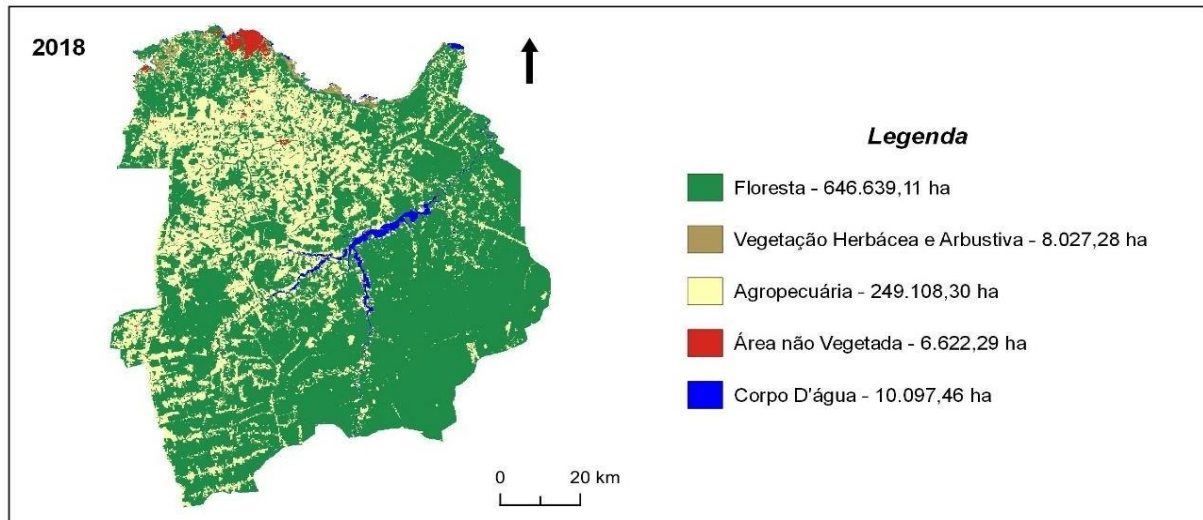 2018
Legenda
Floresta - 646.639,11 ha
Vegetação Herbácea e Arbustiva - 8.027,28 ha
Agropecuária - 249.108,30 ha
Área não Vegetada - 6.622,29 ha
Corpo D'água - 10.097,46 ha
0 20 km